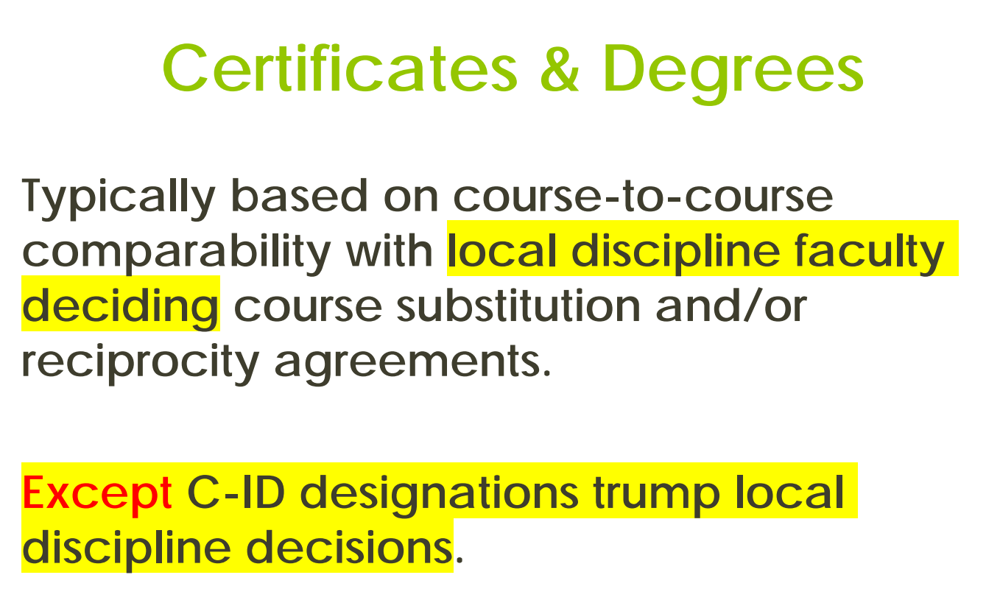 Certificates & Degrees
Typically based on course-to-course
comparability with local discipline faculty
deciding course substitution and/or
reciprocity agreements.
Except C-ID designations trump local
discipline decisions.